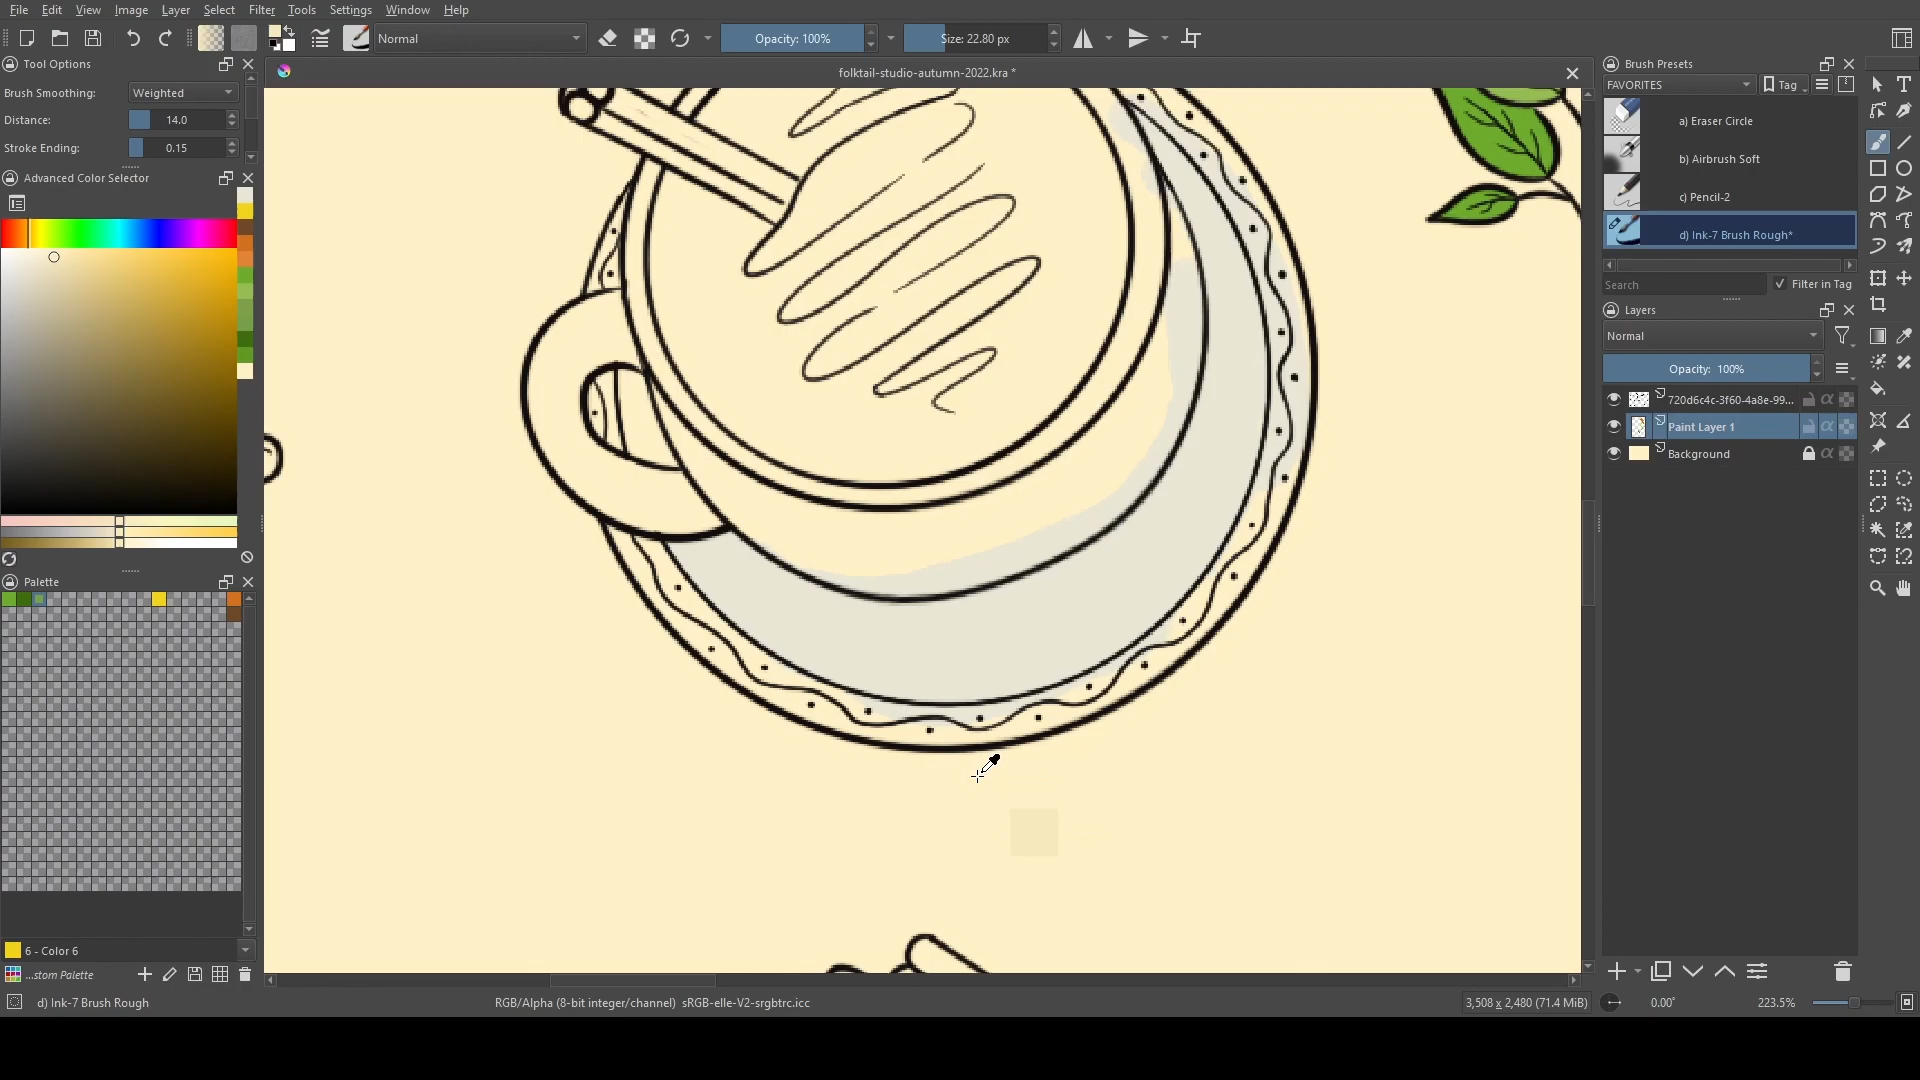 File Edit View Image Layer Select Filter Tools Settings Window Help
Normal Opacity: 100% Size: 22.80 px
Tool Options
Brush Smoothing: Weighted
Distance: 14.0
Stroke Ending: 0.15
Advanced Color Selector
Palette
6 - Color 6
...stom Palette
folktail-studio-autumn-2022.kra *
Brush Presets
FAVORITES Tag
a) Eraser Circle
b) Airbrush Soft
c) Pencil-2
d) Ink-7 Brush Rough*
Search Filter in Tag
Layers
Normal
Opacity: 100%
720d6c4c-3f60-4a8e-99...
Paint Layer 1
Background
d) Ink-7 Brush Rough RGB/Alpha (8-bit integer/channel) sRGB-elle-V2-srgbtrc.icc 3,508 x 2,480 (71.4 MiB) 0.00° 223.5%